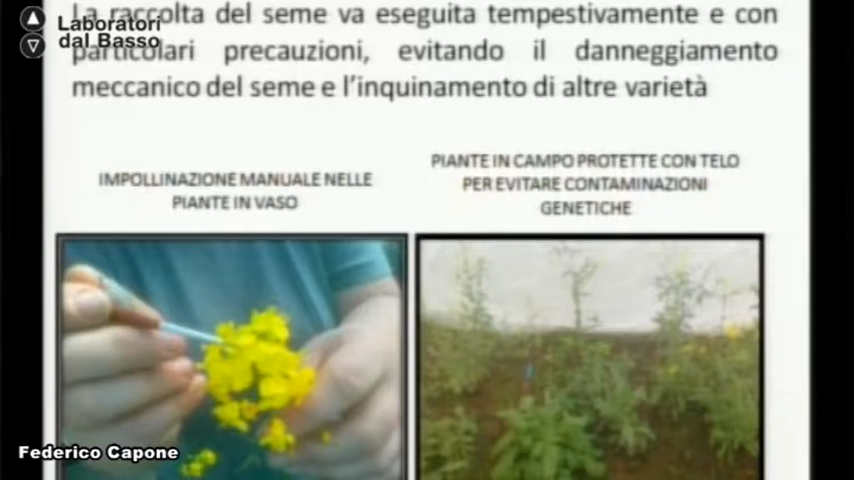 La raccolta del seme va eseguita tempestivamente e con
Laboratori
dal Basso
particolari precauzioni, evitando il danneggiamento
meccanico del seme e l'inquinamento di altre varietà
IMPOLLINAZIONE MANUALE NELLE
PIANTE IN VASO
PIANTE IN CAMPO PROTETTE CON TELO
PER EVITARE CONTAMINAZIONI
GENETICHE
Federico Capone